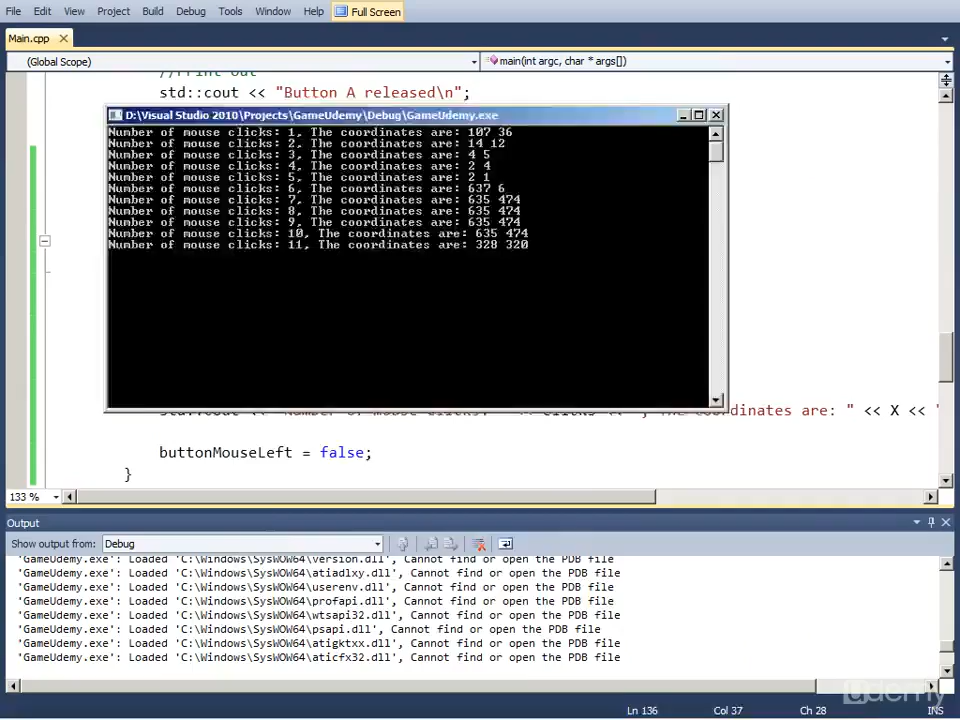 File Edit View Project Build Debug Tools Window Help Full Screen
Main.cpp
(Global Scope) main(int argc, char * args[])
std::cout << "Button A released\n";
D:\Visual Studio 2010\Projects\GameUdemy\Debug\GameUdemy.exe
Number of mouse clicks: 1, The coordinates are: 107 36
Number of mouse clicks: 2, The coordinates are: 14 12
Number of mouse clicks: 3, The coordinates are: 4 5
Number of mouse clicks: 4, The coordinates are: 2 4
Number of mouse clicks: 5, The coordinates are: 2 1
Number of mouse clicks: 6, The coordinates are: 637 6
Number of mouse clicks: 7, The coordinates are: 635 474
Number of mouse clicks: 8, The coordinates are: 635 474
Number of mouse clicks: 9, The coordinates are: 635 474
Number of mouse clicks: 10, The coordinates are: 635 474
Number of mouse clicks: 11, The coordinates are: 328 320
dinates are: " << X << "
buttonMouseLeft = false;
}
133 %
Output
Show output from: Debug
'GameUdemy.exe': Loaded 'C:\Windows\SysWOW64\version.dll', Cannot find or open the PDB file
'GameUdemy.exe': Loaded 'C:\Windows\SysWOW64\atiadlxy.dll', Cannot find or open the PDB file
'GameUdemy.exe': Loaded 'C:\Windows\SysWOW64\userenv.dll', Cannot find or open the PDB file
'GameUdemy.exe': Loaded 'C:\Windows\SysWOW64\profapi.dll', Cannot find or open the PDB file
'GameUdemy.exe': Loaded 'C:\Windows\SysWOW64\wtsapi32.dll', Cannot find or open the PDB file
'GameUdemy.exe': Loaded 'C:\Windows\SysWOW64\psapi.dll', Cannot find or open the PDB file
'GameUdemy.exe': Loaded 'C:\Windows\SysWOW64\atigktxx.dll', Cannot find or open the PDB file
'GameUdemy.exe': Loaded 'C:\Windows\SysWOW64\aticfx32.dll', Cannot find or open the PDB file
udemy
Ln 136 Col 37 Ch 28 INS